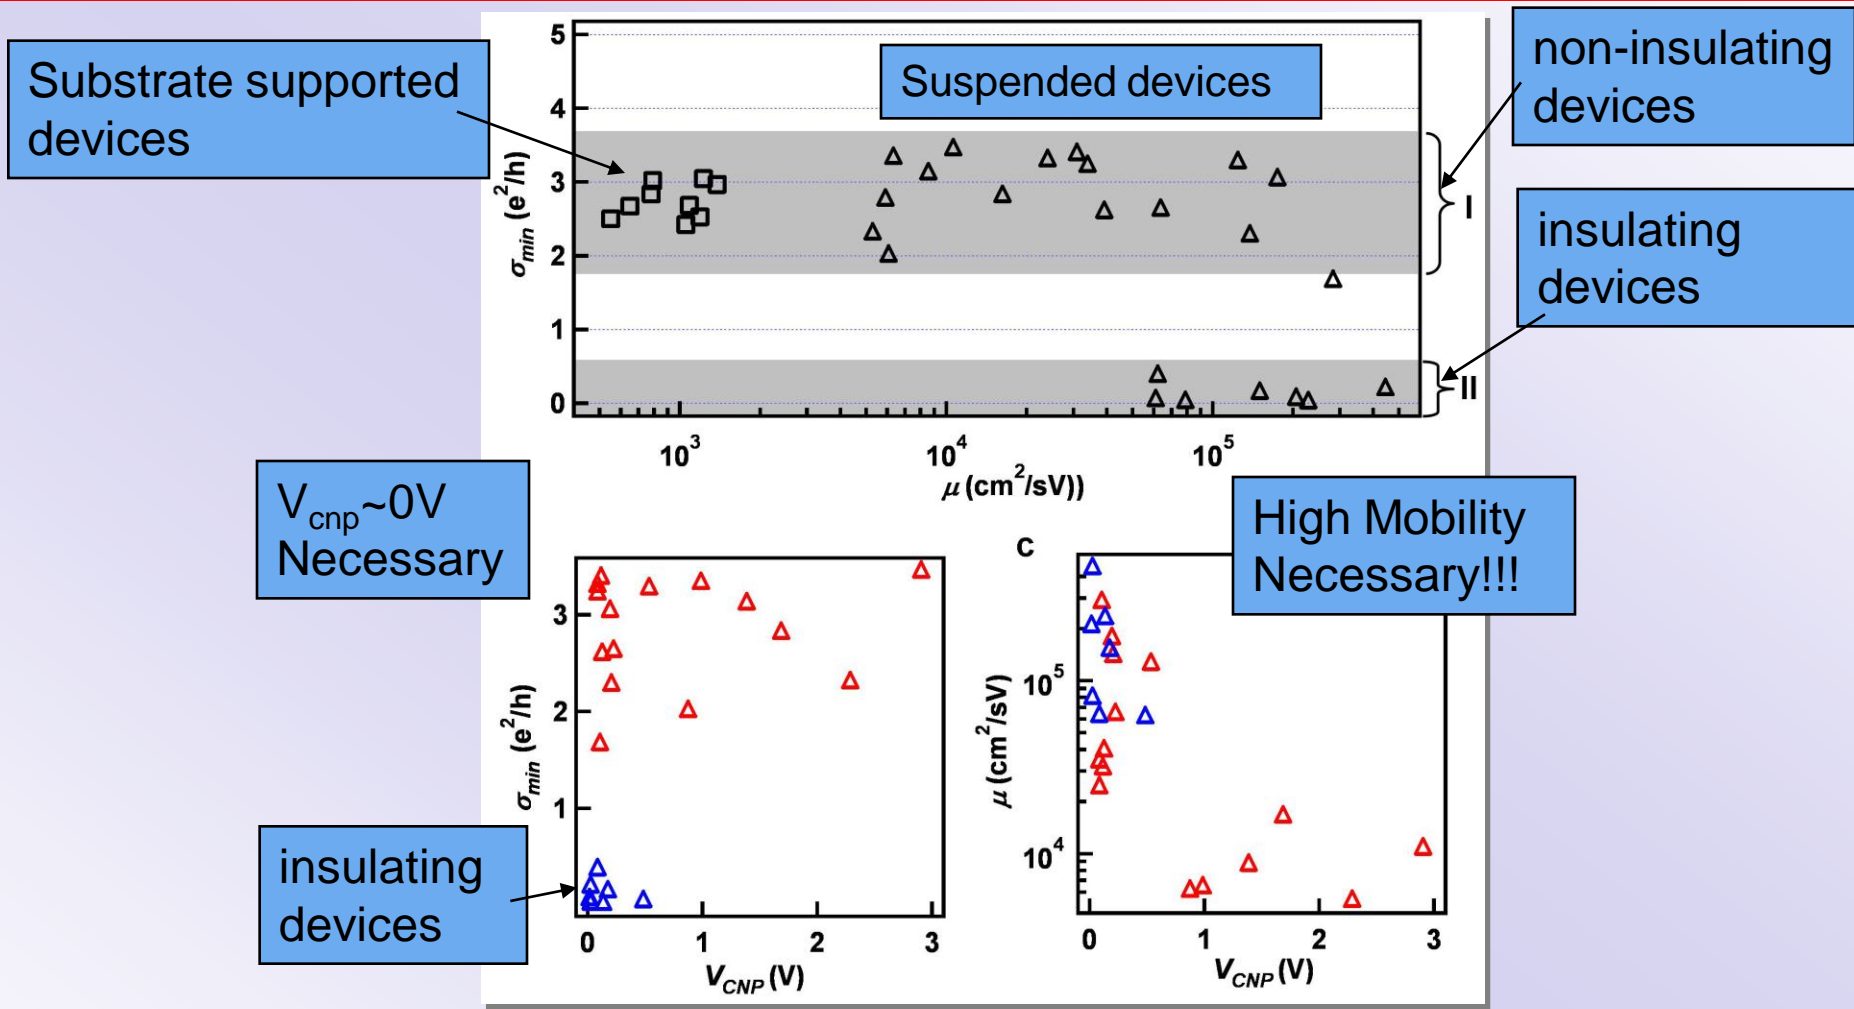 Substrate supported
devices
Suspended devices
non-insulating
devices
insulating
devices
5
4
3
2
1
0
σmin (e²/h)
I
II
10³
10⁴
10⁵
μ (cm²/sV))
Vcnp~0V
Necessary
High Mobility
Necessary!!!
insulating
devices
3
2
1
σmin (e²/h)
0
1
2
3
VCNP (V)
c
10⁵
10⁴
μ (cm²/sV)
0
1
2
3
VCNP (V)